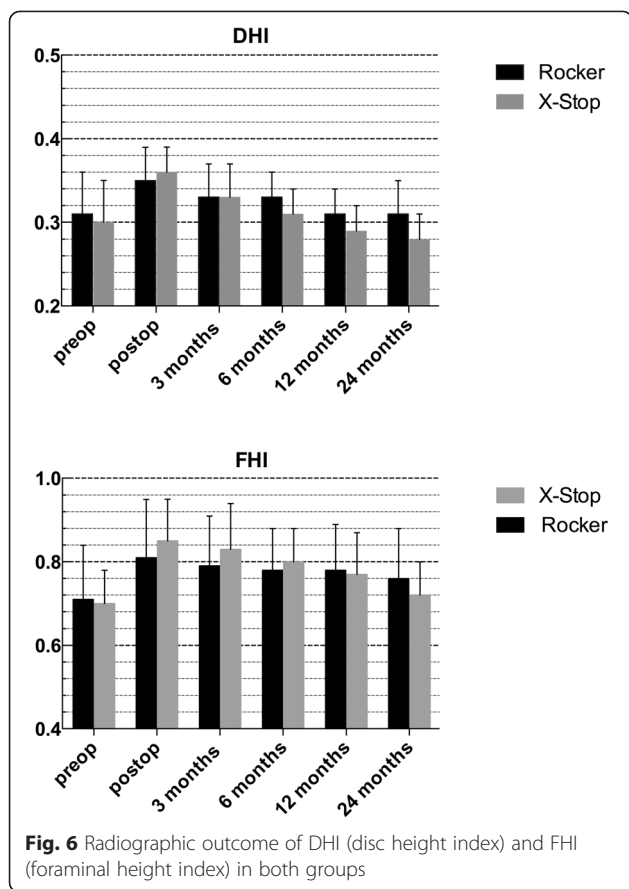 DHI
0.5
0.4
0.3
0.2
Rocker
X-Stop
preop
postop
3 months
6 months
12 months
24 months
FHI
1.0
0.8
0.6
0.4
X-Stop
Rocker
preop
postop
3 months
6 months
12 months
24 months
Fig. 6 Radiographic outcome of DHI (disc height index) and FHI
(foraminal height index) in both groups